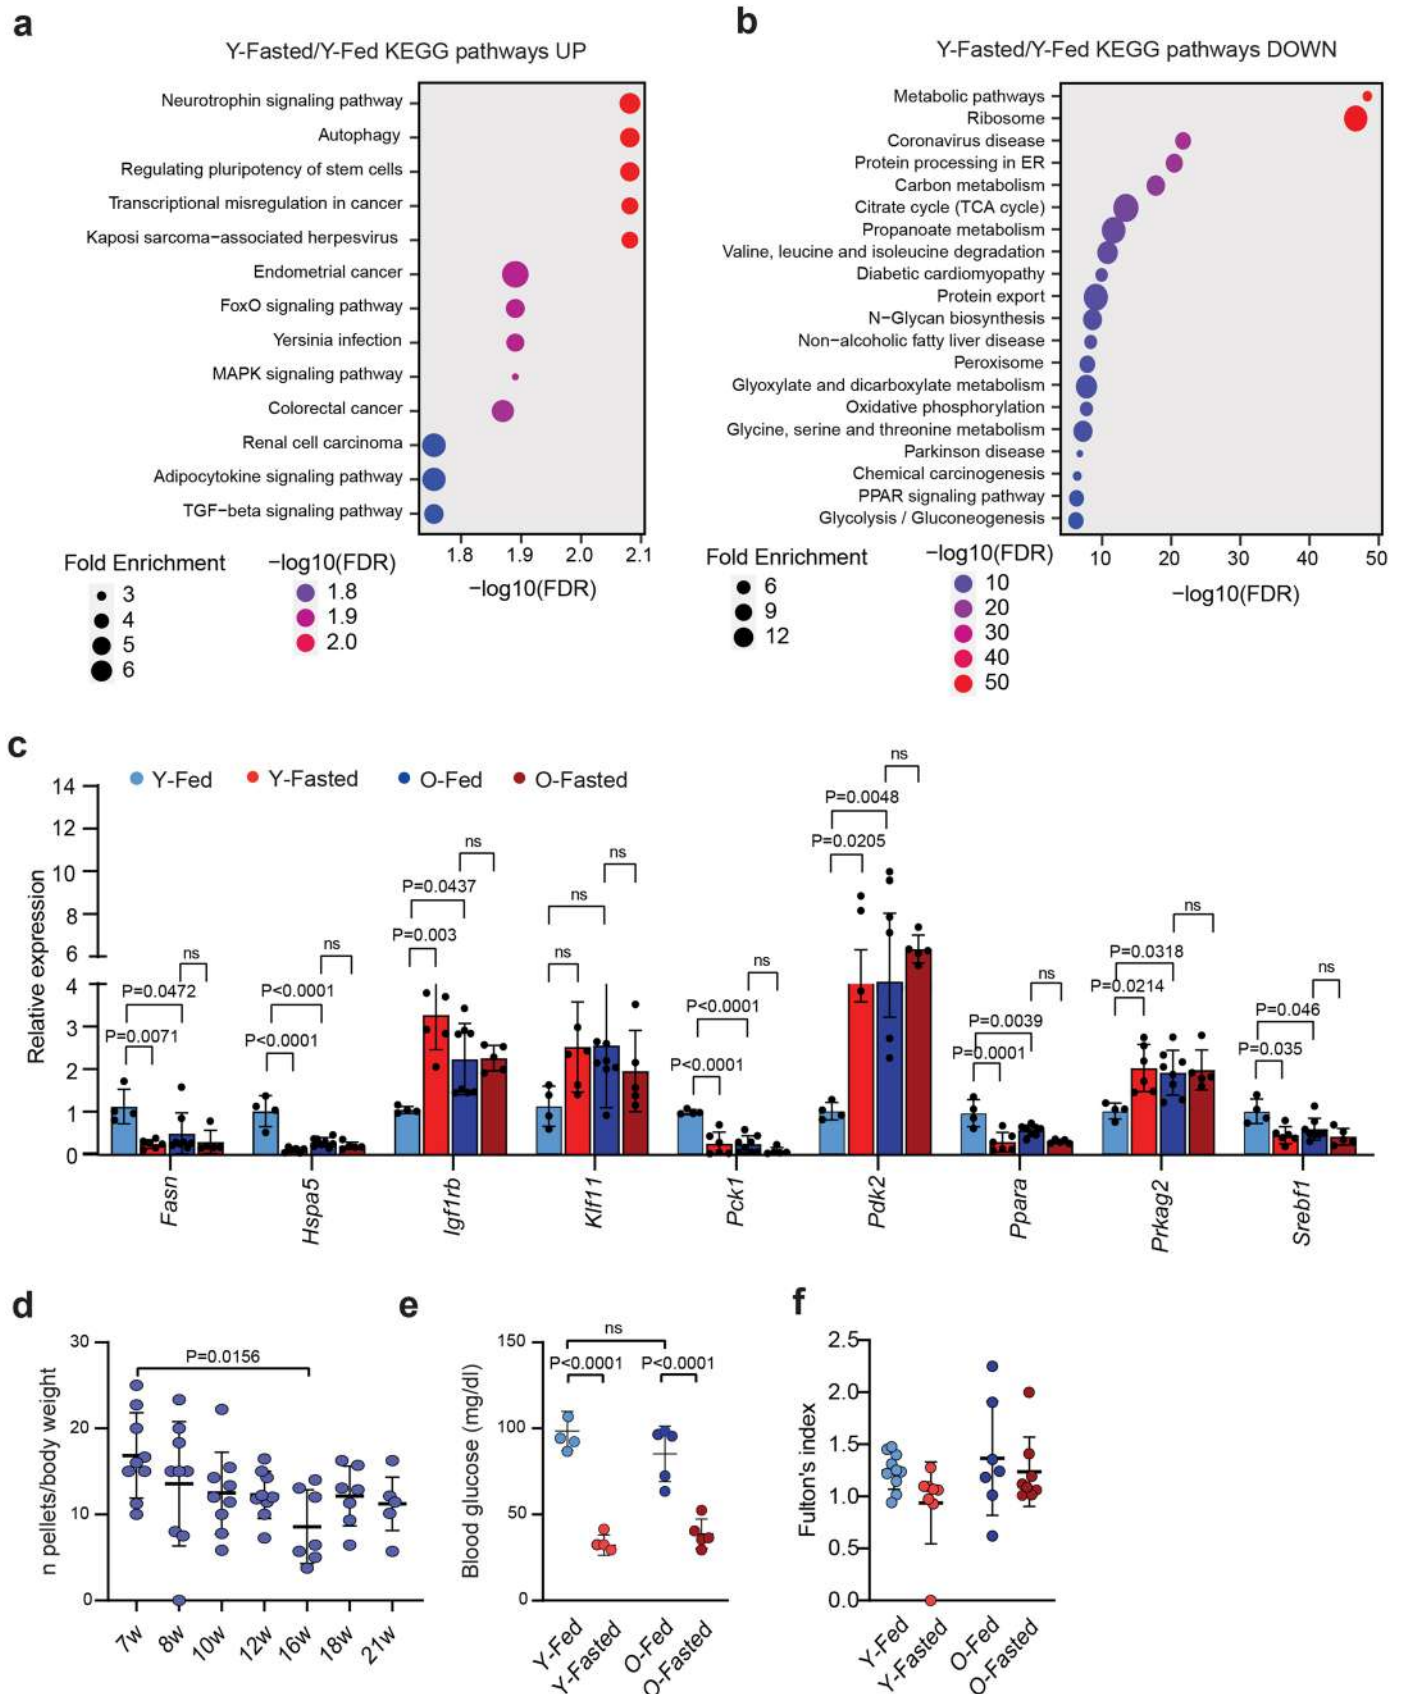 a
Y-Fasted/Y-Fed KEGG pathways UP
Neurotrophin signaling pathway
Autophagy
Regulating pluripotency of stem cells
Transcriptional misregulation in cancer
Kaposi sarcoma−associated herpesvirus
Endometrial cancer
FoxO signaling pathway
Yersinia infection
MAPK signaling pathway
Colorectal cancer
Renal cell carcinoma
Adipocytokine signaling pathway
TGF−beta signaling pathway
1.8 1.9 2.0 2.1
−log10(FDR)
Fold Enrichment
3
4
5
6
−log10(FDR)
1.8
1.9
2.0
b
Y-Fasted/Y-Fed KEGG pathways DOWN
Metabolic pathways
Ribosome
Coronavirus disease
Protein processing in ER
Carbon metabolism
Citrate cycle (TCA cycle)
Propanoate metabolism
Valine, leucine and isoleucine degradation
Diabetic cardiomyopathy
Protein export
N−Glycan biosynthesis
Non−alcoholic fatty liver disease
Peroxisome
Glyoxylate and dicarboxylate metabolism
Oxidative phosphorylation
Glycine, serine and threonine metabolism
Parkinson disease
Chemical carcinogenesis
PPAR signaling pathway
Glycolysis / Gluconeogenesis
10 20 30 40 50
−log10(FDR)
Fold Enrichment
6
9
12
−log10(FDR)
10
20
30
40
50
c
Y-Fed Y-Fasted O-Fed O-Fasted
Relative expression
14
12
10
8
6
4
3
2
1
0
P=0.0071
P=0.0472
ns
P<0.0001
P<0.0001
ns
P=0.003
P=0.0437
ns
ns
ns
ns
P<0.0001
P<0.0001
ns
P=0.0205
P=0.0048
ns
P=0.0001
P=0.0039
ns
P=0.0214
P=0.0318
ns
P=0.035
P=0.046
ns
Fasn
Hspa5
Igf1rb
Klf11
Pck1
Pdk2
Ppara
Prkag2
Srebf1
d
n pellets/body weight
30
20
10
0
P=0.0156
7w
8w
10w
12w
16w
18w
21w
e
Blood glucose (mg/dl)
150
100
50
0
ns
P<0.0001 P<0.0001
Y-Fed
Y-Fasted
O-Fed
O-Fasted
f
Fulton's index
2.5
2.0
1.5
1.0
0.5
0.0
Y-Fed
Y-Fasted
O-Fed
O-Fasted